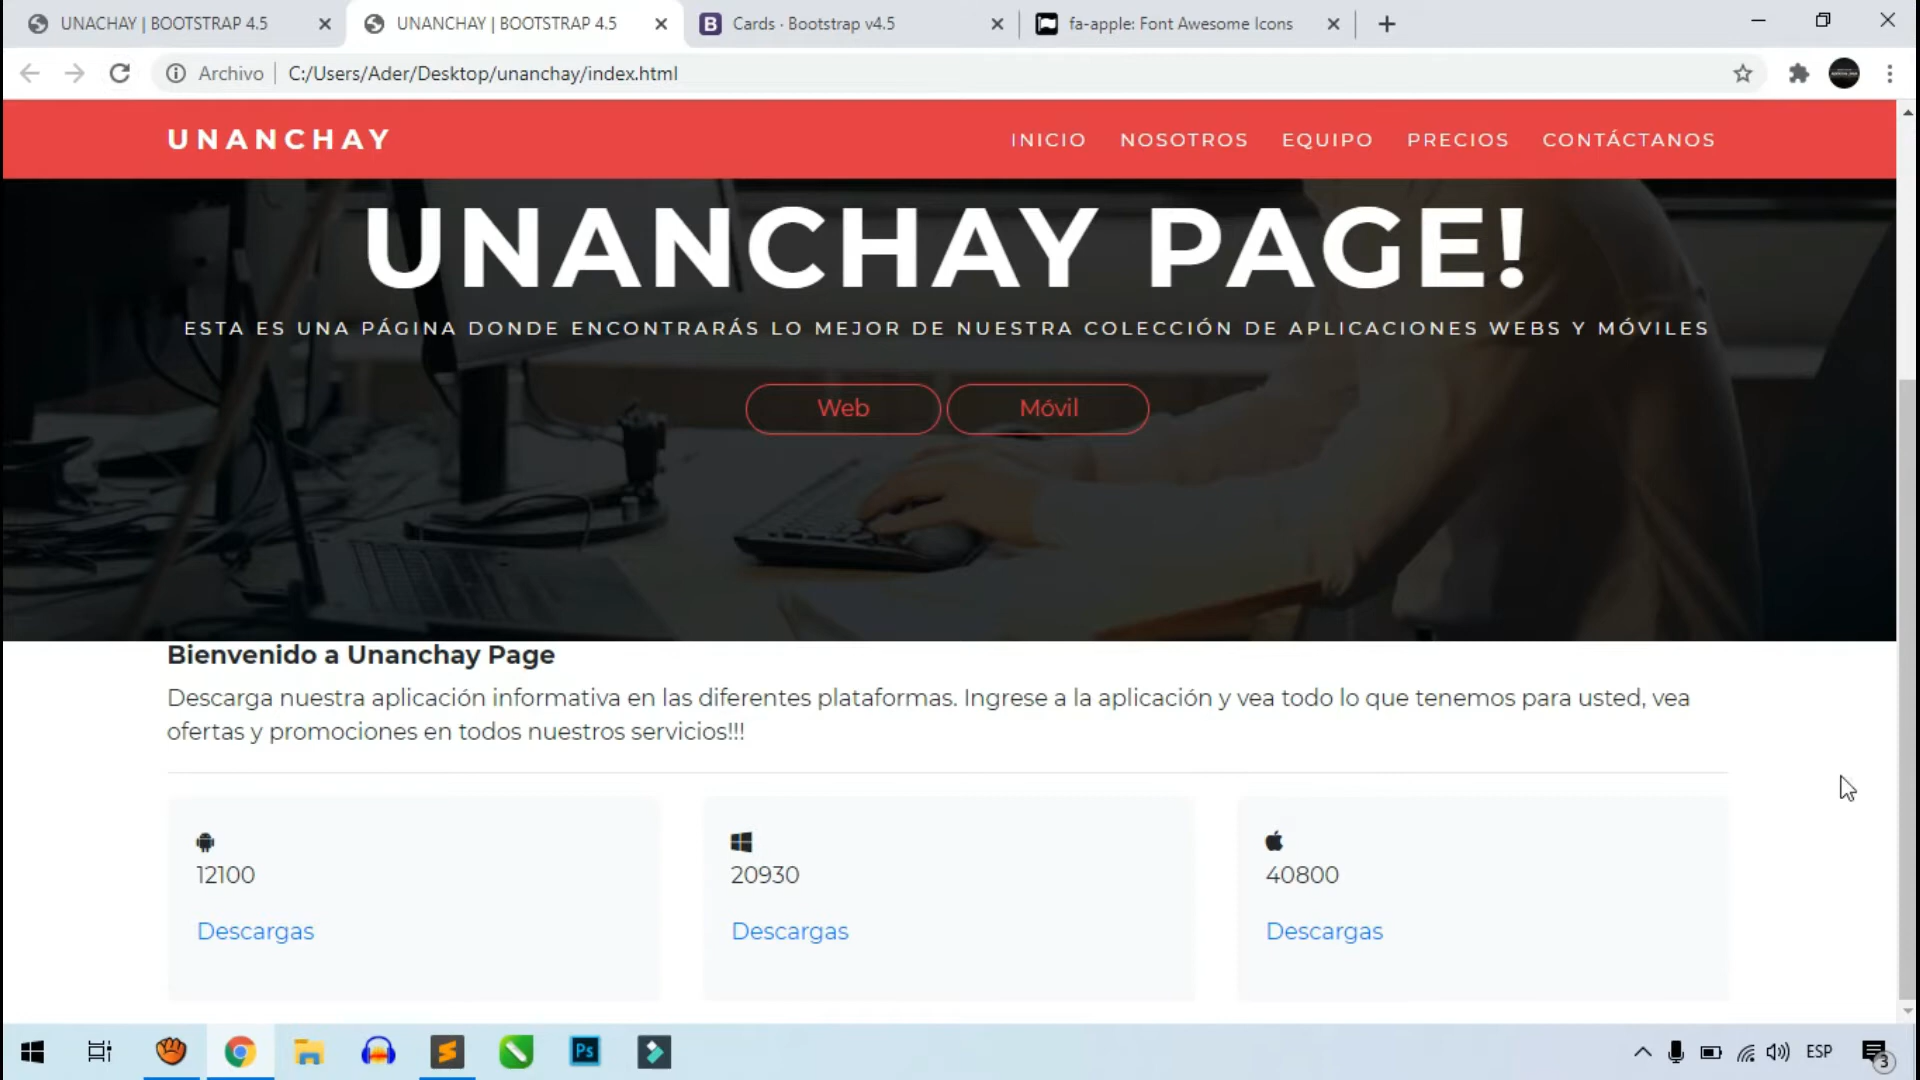 UNACHAY | BOOTSTRAP 4.5
UNANCHAY | BOOTSTRAP 4.5
Cards · Bootstrap v4.5
fa-apple: Font Awesome Icons
Archivo | C:/Users/Ader/Desktop/unanchay/index.html
UNANCHAY
INICIO NOSOTROS EQUIPO PRECIOS CONTÁCTANOS
UNANCHAY PAGE!
ESTA ES UNA PÁGINA DONDE ENCONTRARÁS LO MEJOR DE NUESTRA COLECCIÓN DE APLICACIONES WEBS Y MÓVILES
Web Móvil
Bienvenido a Unanchay Page
Descarga nuestra aplicación informativa en las diferentes plataformas. Ingrese a la aplicación y vea todo lo que tenemos para usted, vea
ofertas y promociones en todos nuestros servicios!!!
12100 20930 40800
Descargas Descargas Descargas
Ps
ESP
3